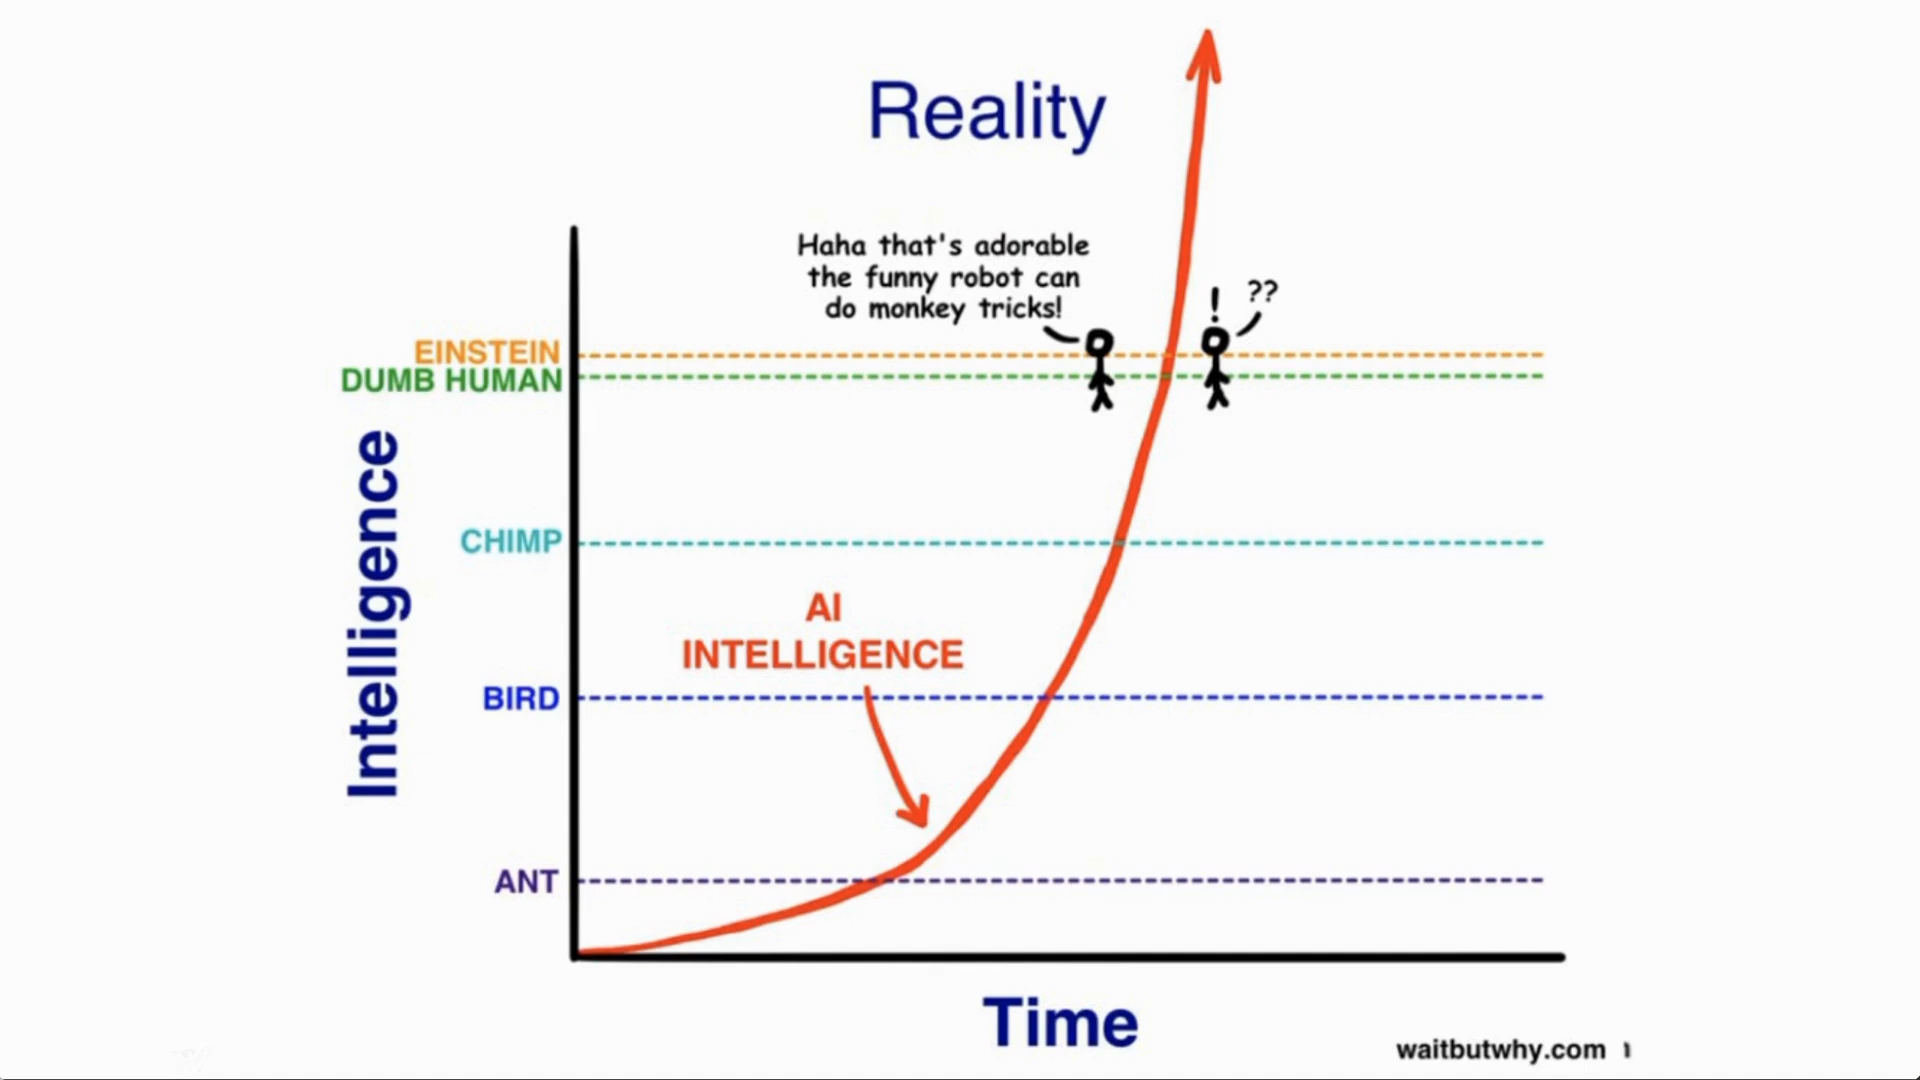 Reality
Haha that's adorable
the funny robot can
do monkey tricks!
! ??
EINSTEIN
DUMB HUMAN
Intelligence
CHIMP
AI
INTELLIGENCE
BIRD
ANT
Time
waitbutwhy.com